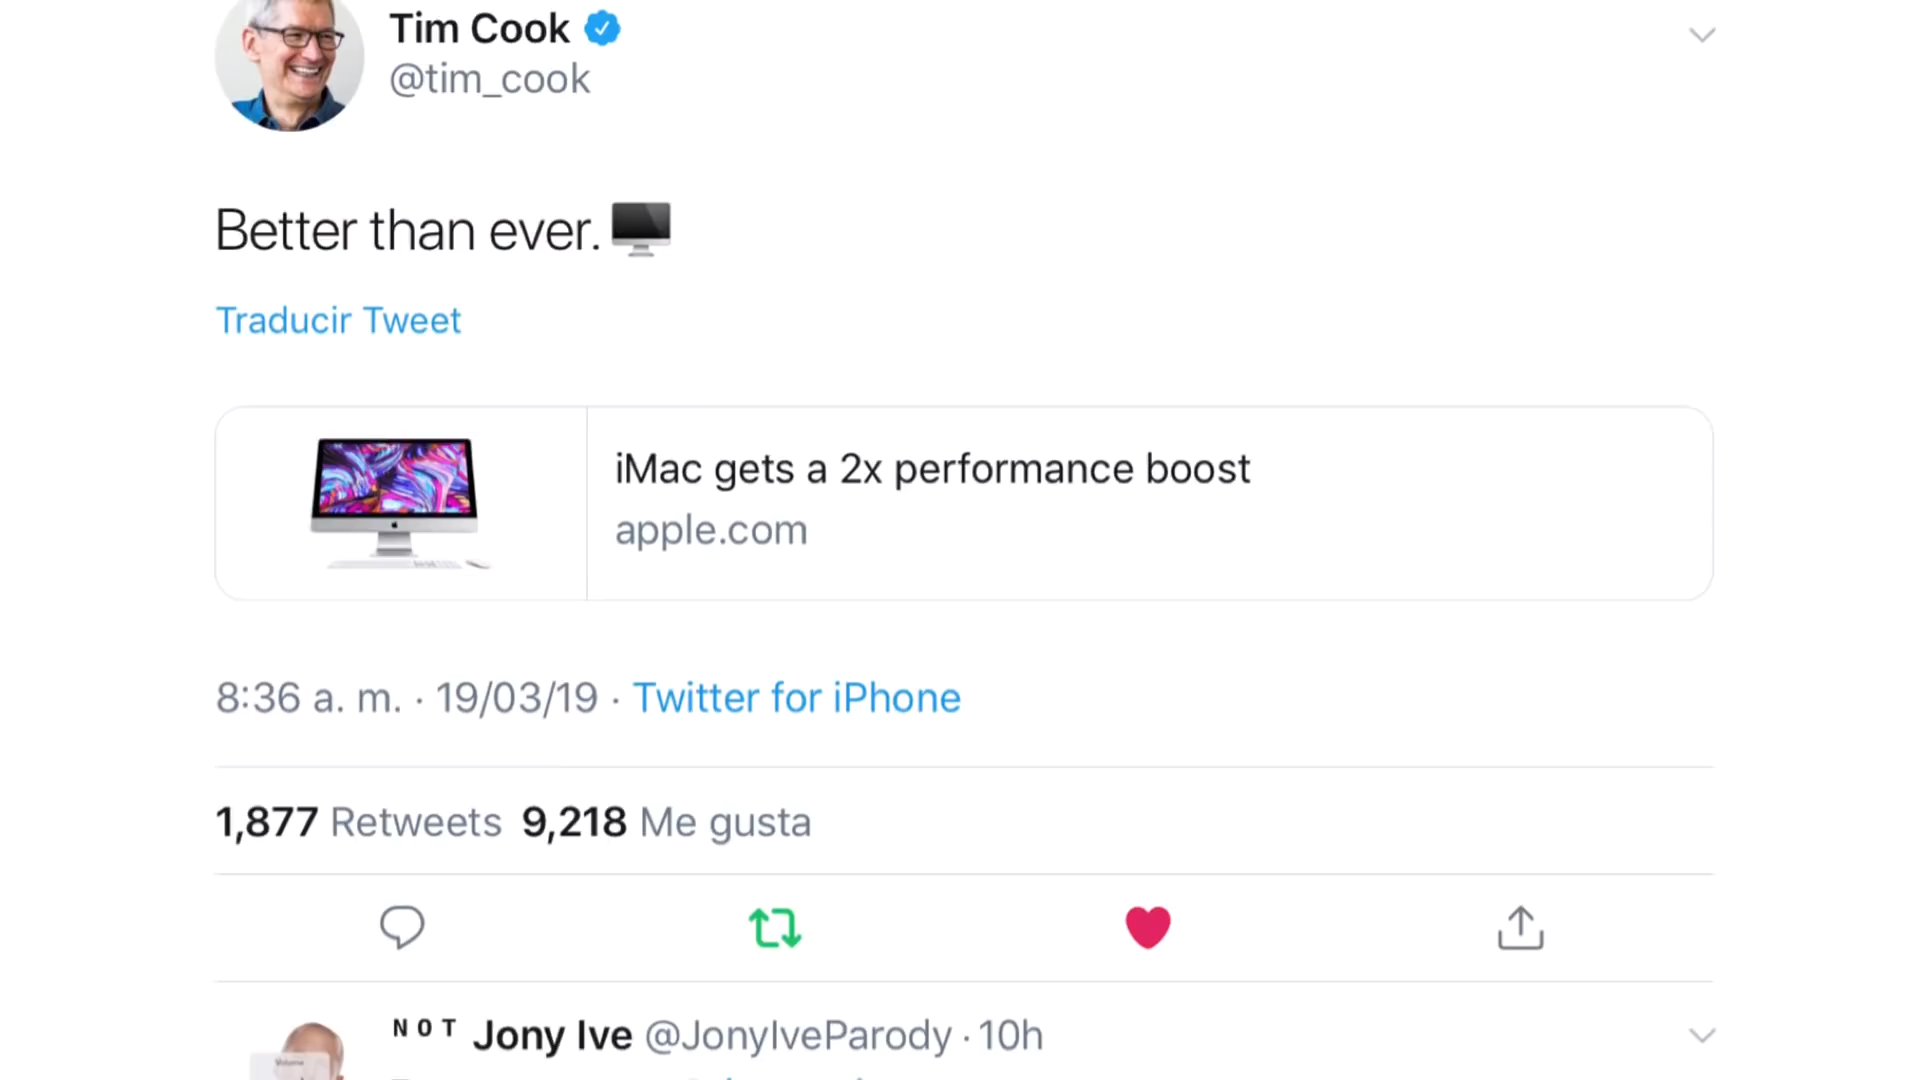 Tim Cook
@tim_cook
Better than ever.
Traducir Tweet
iMac gets a 2x performance boost
apple.com
8:36 a. m. · 19/03/19 · Twitter for iPhone
1,877 Retweets 9,218 Me gusta
NOT Jony Ive @JonyIveParody · 10h
Volume